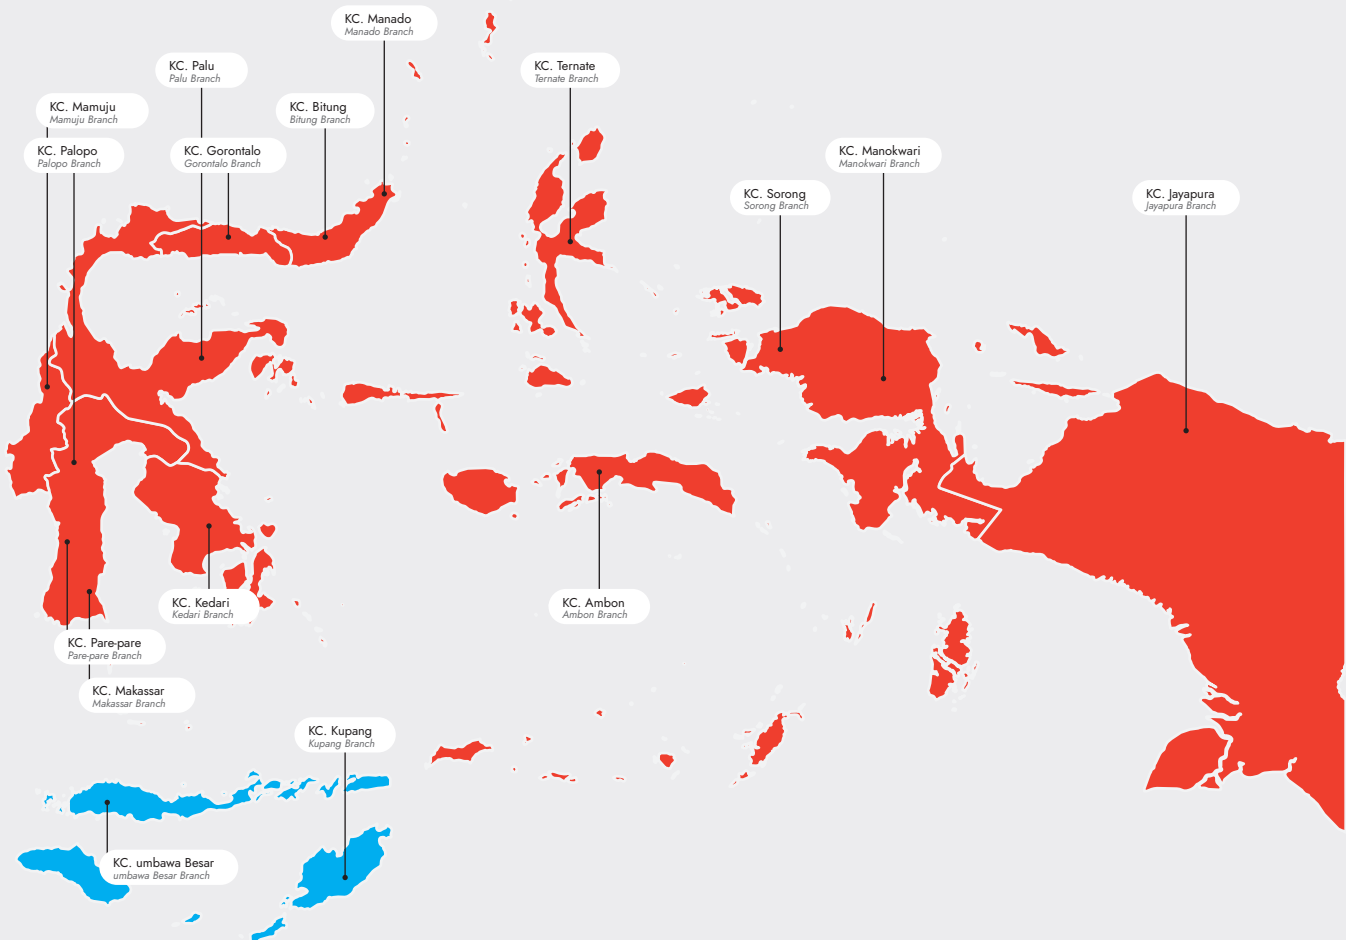 KC. Manado
Manado Branch
KC. Palu
Palu Branch
KC. Ternate
Ternate Branch
KC. Mamuju
Mamuju Branch
KC. Bitung
Bitung Branch
KC. Palopo
Palopo Branch
KC. Gorontalo
Gorontalo Branch
KC. Manokwari
Manokwari Branch
KC. Sorong
Sorong Branch
KC. Jayapura
Jayapura Branch
KC. Kedari
Kedari Branch
KC. Ambon
Ambon Branch
KC. Pare-pare
Pare-pare Branch
KC. Makassar
Makassar Branch
KC. Kupang
Kupang Branch
KC. umbawa Besar
umbawa Besar Branch